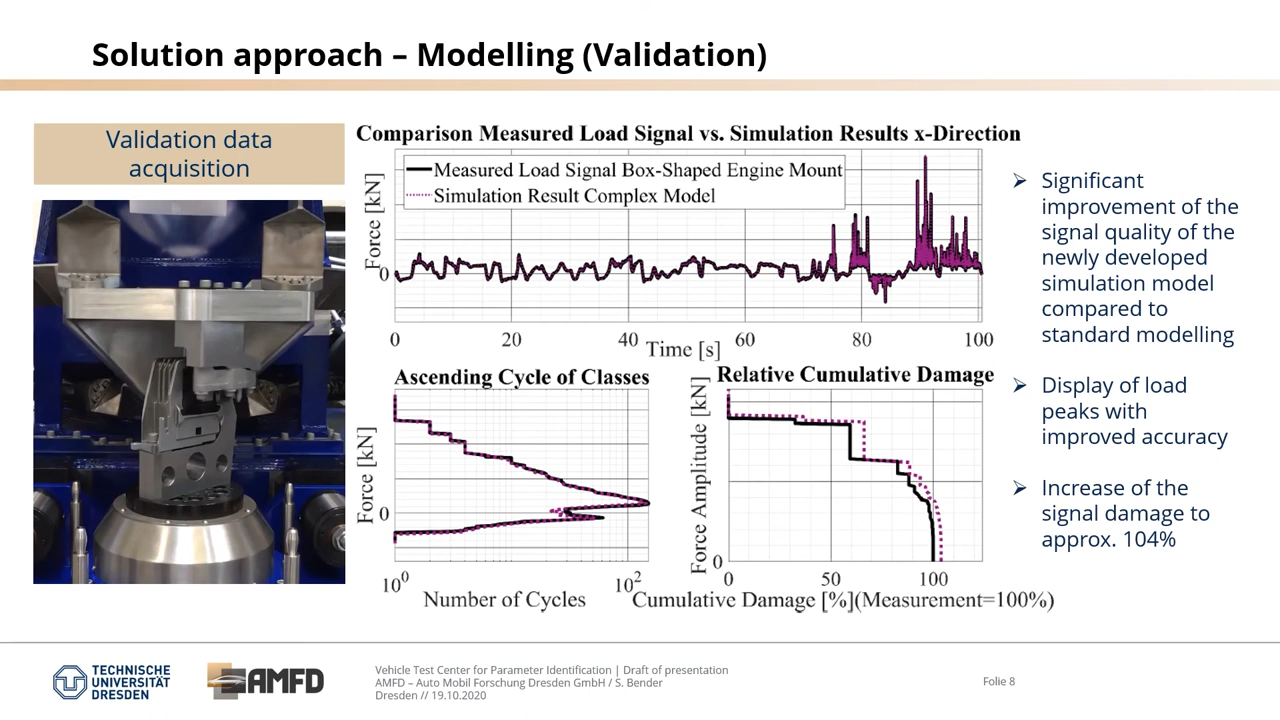 Solution approach – Modelling (Validation)
Validation data
acquisition
Comparison Measured Load Signal vs. Simulation Results x-Direction
Measured Load Signal Box-Shaped Engine Mount
Simulation Result Complex Model
Force [kN]
0
0
20
40
60
80
100
Time [s]
Ascending Cycle of Classes
Force [kN]
0
10^0
10^2
Number of Cycles
Relative Cumulative Damage
Force Amplitude [kN]
0
0
50
100
Cumulative Damage [%](Measurement=100%)
➢ Significant
improvement of the
signal quality of the
newly developed
simulation model
compared to
standard modelling
➢ Display of load
peaks with
improved accuracy
➢ Increase of the
signal damage to
approx. 104%
TECHNISCHE
UNIVERSITÄT
DRESDEN
AMFD
Vehicle Test Center for Parameter Identification | Draft of presentation
AMFD – Auto Mobil Forschung Dresden GmbH / S. Bender
Dresden // 19.10.2020
Folie 8